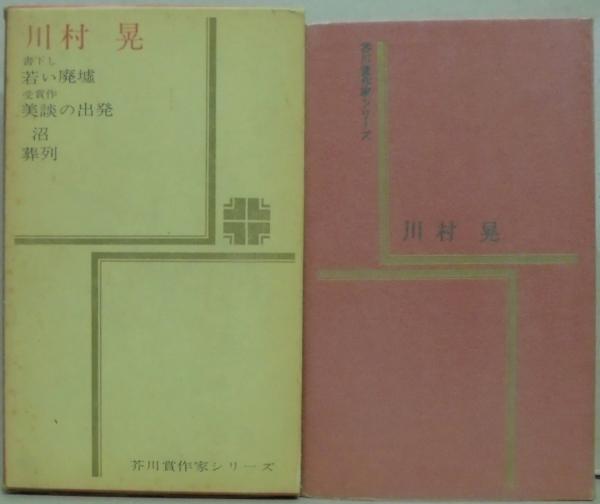 川村 晃
書下し
若い廃墟
受賞作
美談の出発
沼
葬列
芥川賞作家シリーズ
芥川賞作家シリーズ
川村 晃